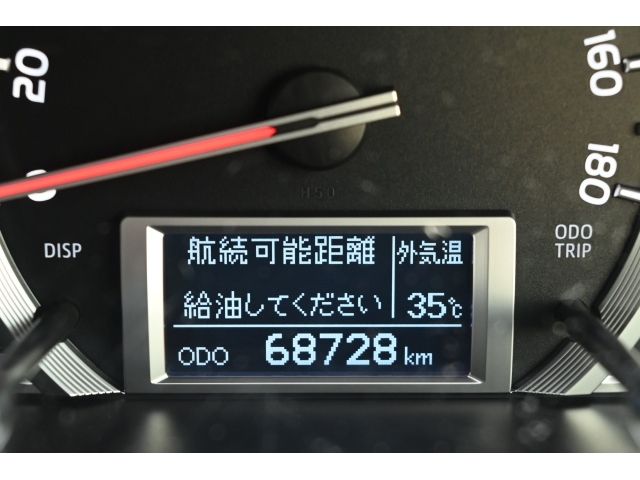 20
160
0
180
DISP
ODO
TRIP
航続可能距離
外気温
給油してください
35℃
ODO 68728 km